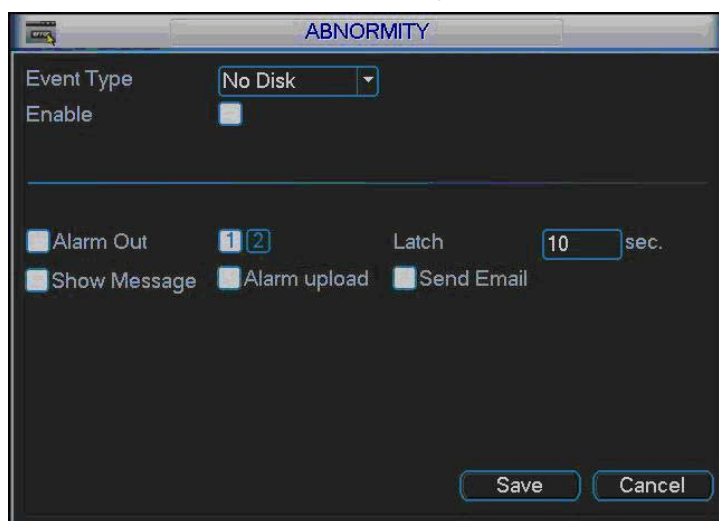 ABNORMITY
Event Type No Disk
Enable
Alarm Out 1 2 Latch 10 sec.
Show Message Alarm upload Send Email
Save Cancel